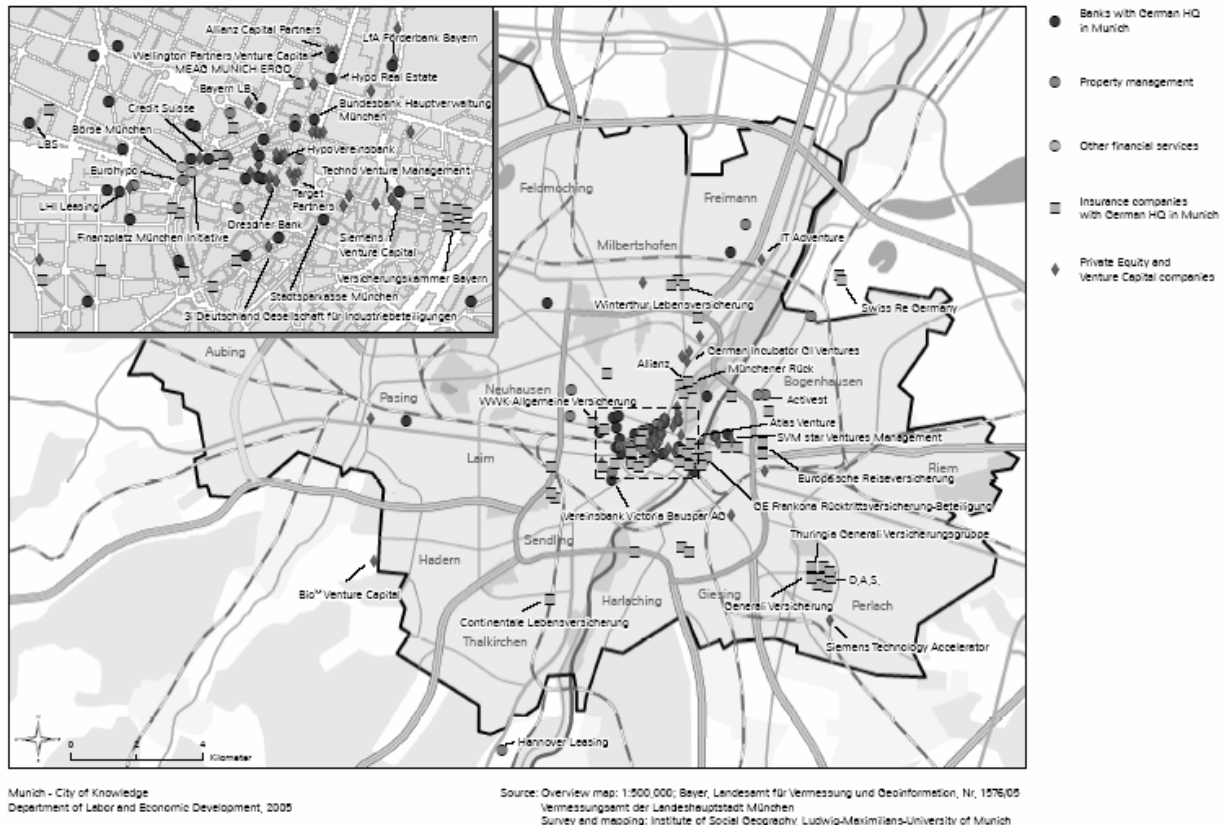 Allianz Capital Partners
LfA Förderbank Bayern
Wellington Partners Venture Capital
MEAG MUNICH ERGO
Hypo Real Estate
Bayern LB
Credit Suisse
Bundesbank Hauptverwaltung
München
Börse München
LBS
HypoVereinsbank
Eurohypo
Techno Venture Management
LHI Leasing
Target
Partners
Dresdner Bank
Finanzplatz München Initiative
Siemens
Venture Capital
Versicherungskammer Bayern
Stadtsparkasse München
3i Deutschland Gesellschaft für Industriebeteiligungen
Feldmoching
Freimann
Milbertshofen
IT Adventure
Winterthur Lebensversicherung
Swiss Re Germany
Aubing
German Incubator GI Ventures
Allianz
Münchener Rück
Neuhausen
Bogenhausen
Pasing
WWK-Allgemeine Versicherung
Activest
Atlas Venture
SVM star Ventures Management
Laim
Riem
Europäische Reiseversicherung
GE Frankona Rücktrittsversicherung-Beteiligung
Vereinsbank Victoria Bauspar AG
Thuringia Generali Versicherungsgruppe
Sendling
Hadern
D.A.S.
Bioᴹ Venture Capital
Harlaching
Giesing
Generali Versicherung
Perlach
Continentale Lebensversicherung
Thalkirchen
Siemens Technology Accelerator
Hannover Leasing
0 2 4
Kilometer
Banks with German HQ
in Munich
Property management
Other financial services
Insurance companies
with German HQ in Munich
Private Equity and
Venture Capital companies
Munich - City of Knowledge
Department of Labor and Economic Development, 2005
Source: Overview map: 1:500,000; Bayer. Landesamt für Vermessung und Geoinformation, Nr. 1576/05
Vermessungsamt der Landeshauptstadt München
Survey and mapping: Institute of Social Geography, Ludwig-Maximilians-University of Munich